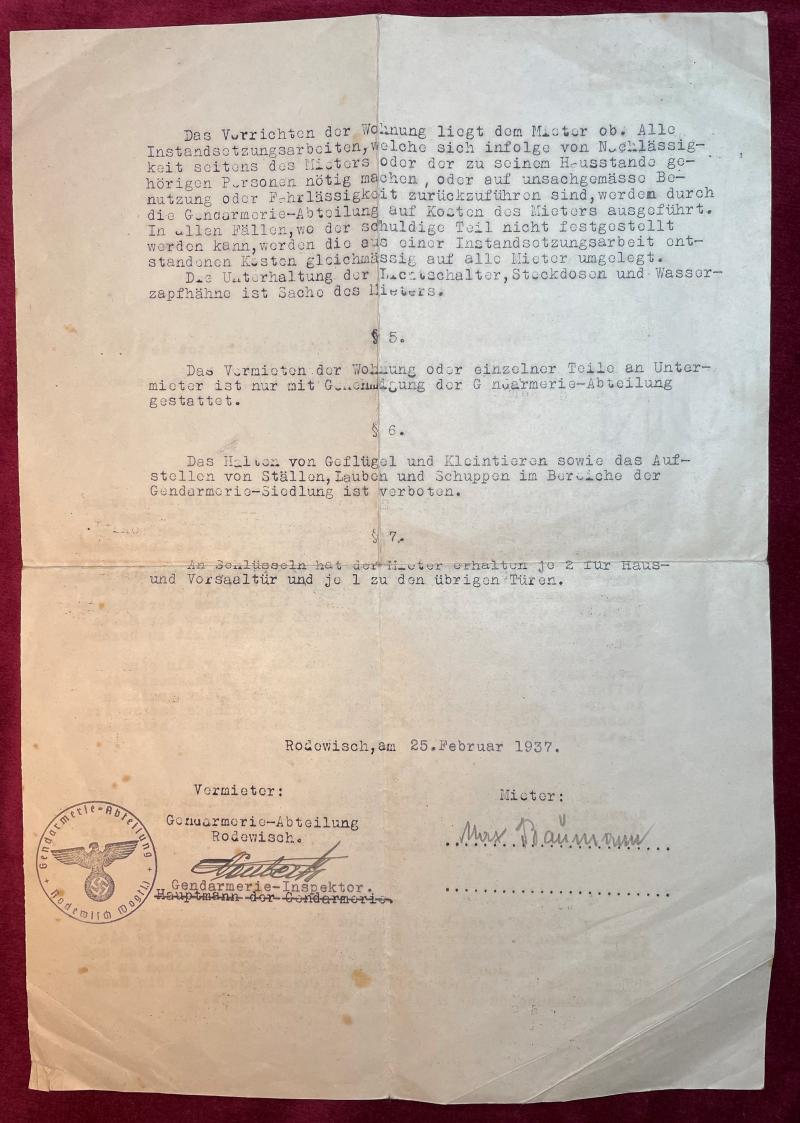 Das Vorrichten der Wohnung liegt dem Mieter ob. Alle
Instandsetzungsarbeiten,welche sich infolge von Nachlässig-
keit seitens des Mieters oder der zu seinem Hausstande ge-
hörigen Personen nötig machen, oder auf unsachgemässe Be-
nutzung oder Fahrlässigkeit zurückzuführen sind,werden durch
die Gendarmerie-Abteilung auf Kosten des Mieters ausgeführt.
In allen Fällen,wo der schuldige Teil nicht festgestellt
werden kann,werden die aus einer Instandsetzungsarbeit ent-
standenen Kosten gleichmässig auf alle Mieter umgelegt.
Die Unterhaltung der Lichtschalter,Steckdosen und Wasser-
zapfhähne ist Sache des Mieters.
§ 5.
Das Vermieten der Wohnung oder einzelner Teile an Unter-
mieter ist nur mit Genehmigung der Gendarmerie-Abteilung
gestattet.
§ 6.
Das Halten von Geflügel und Kleintieren sowie das Auf-
stellen von Ställen,Lauben und Schuppen im Bereiche der
Gendarmerie-Siedlung ist verboten.
§ 7.
An Schlüsseln hat der Mieter erhalten je 2 für Haus-
und Vorsaaltür und je 1 zu den übrigen Türen.
Rodewisch,am 25.Februar 1937.
Vermieter:
Mieter:
Gendarmerie-Abteilung
Rodewisch.
Max Baumann
Gendarmerie-Inspektor.
Hauptmann der Gendarmerie.
Gendarmerie-Abteilung
Rodewisch (Vogtl)